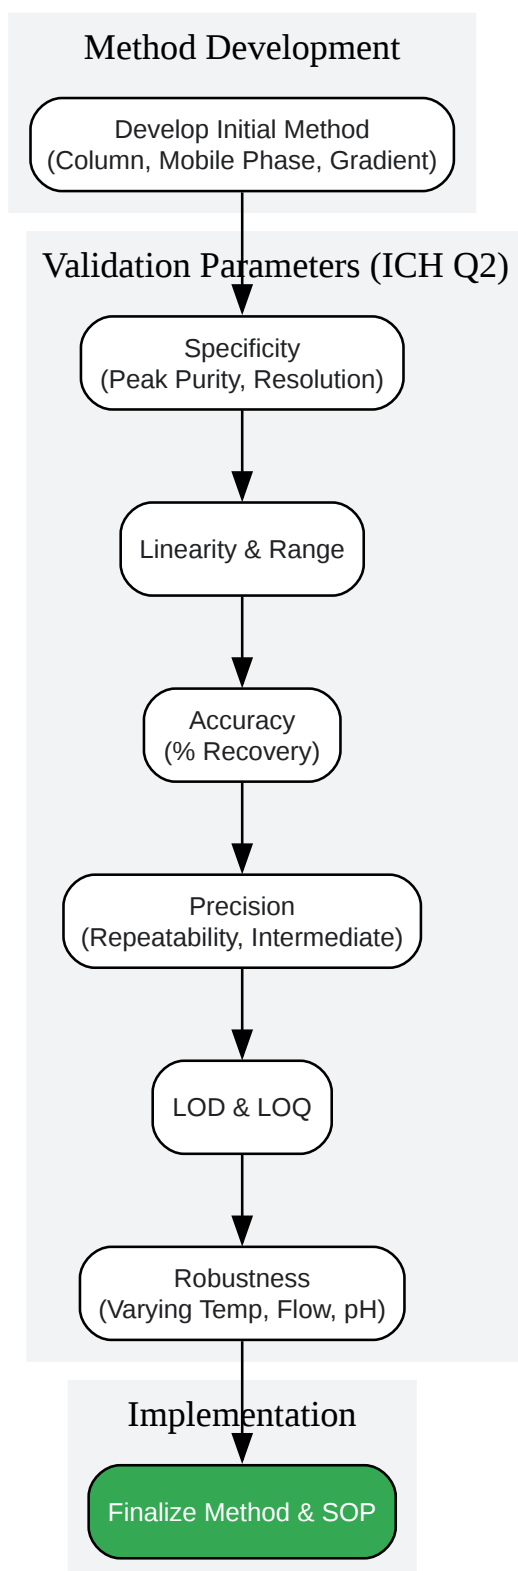 Method Development
Develop Initial Method
(Column, Mobile Phase, Gradient)
Validation Parameters (ICH Q2)
Specificity
(Peak Purity, Resolution)
Linearity & Range
Accuracy
(% Recovery)
Precision
(Repeatability, Intermediate)
LOD & LOQ
Robustness
(Varying Temp, Flow, pH)
Implementation
Finalize Method & SOP